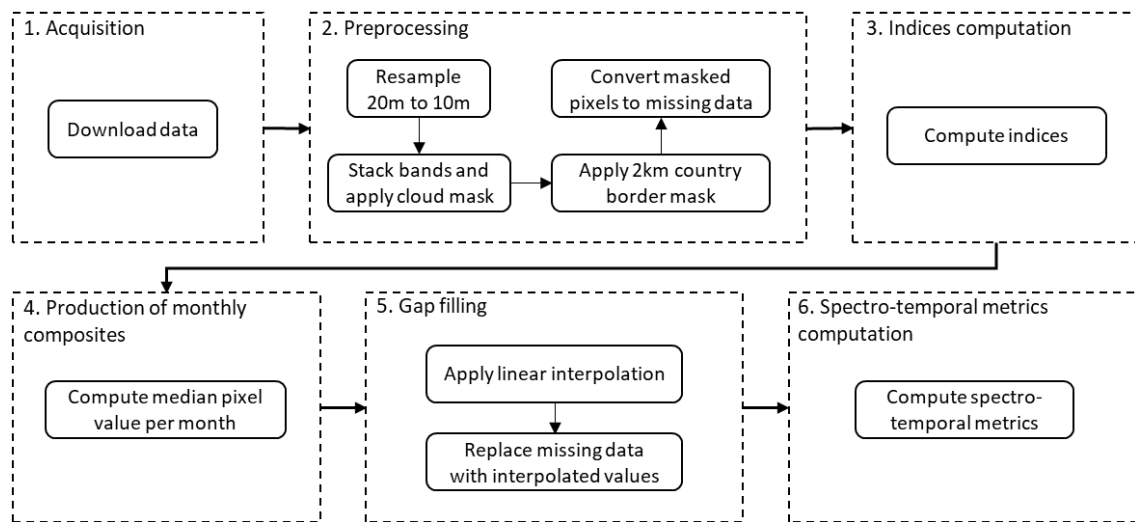 1. Acquisition
Download data
2. Preprocessing
Resample
20m to 10m
Stack bands and
apply cloud mask
Apply 2km country
border mask
Convert masked
pixels to missing data
3. Indices computation
Compute indices
4. Production of monthly
composites
Compute median pixel
value per month
5. Gap filling
Apply linear interpolation
Replace missing data
with interpolated values
6. Spectro-temporal metrics
computation
Compute spectro-
temporal metrics